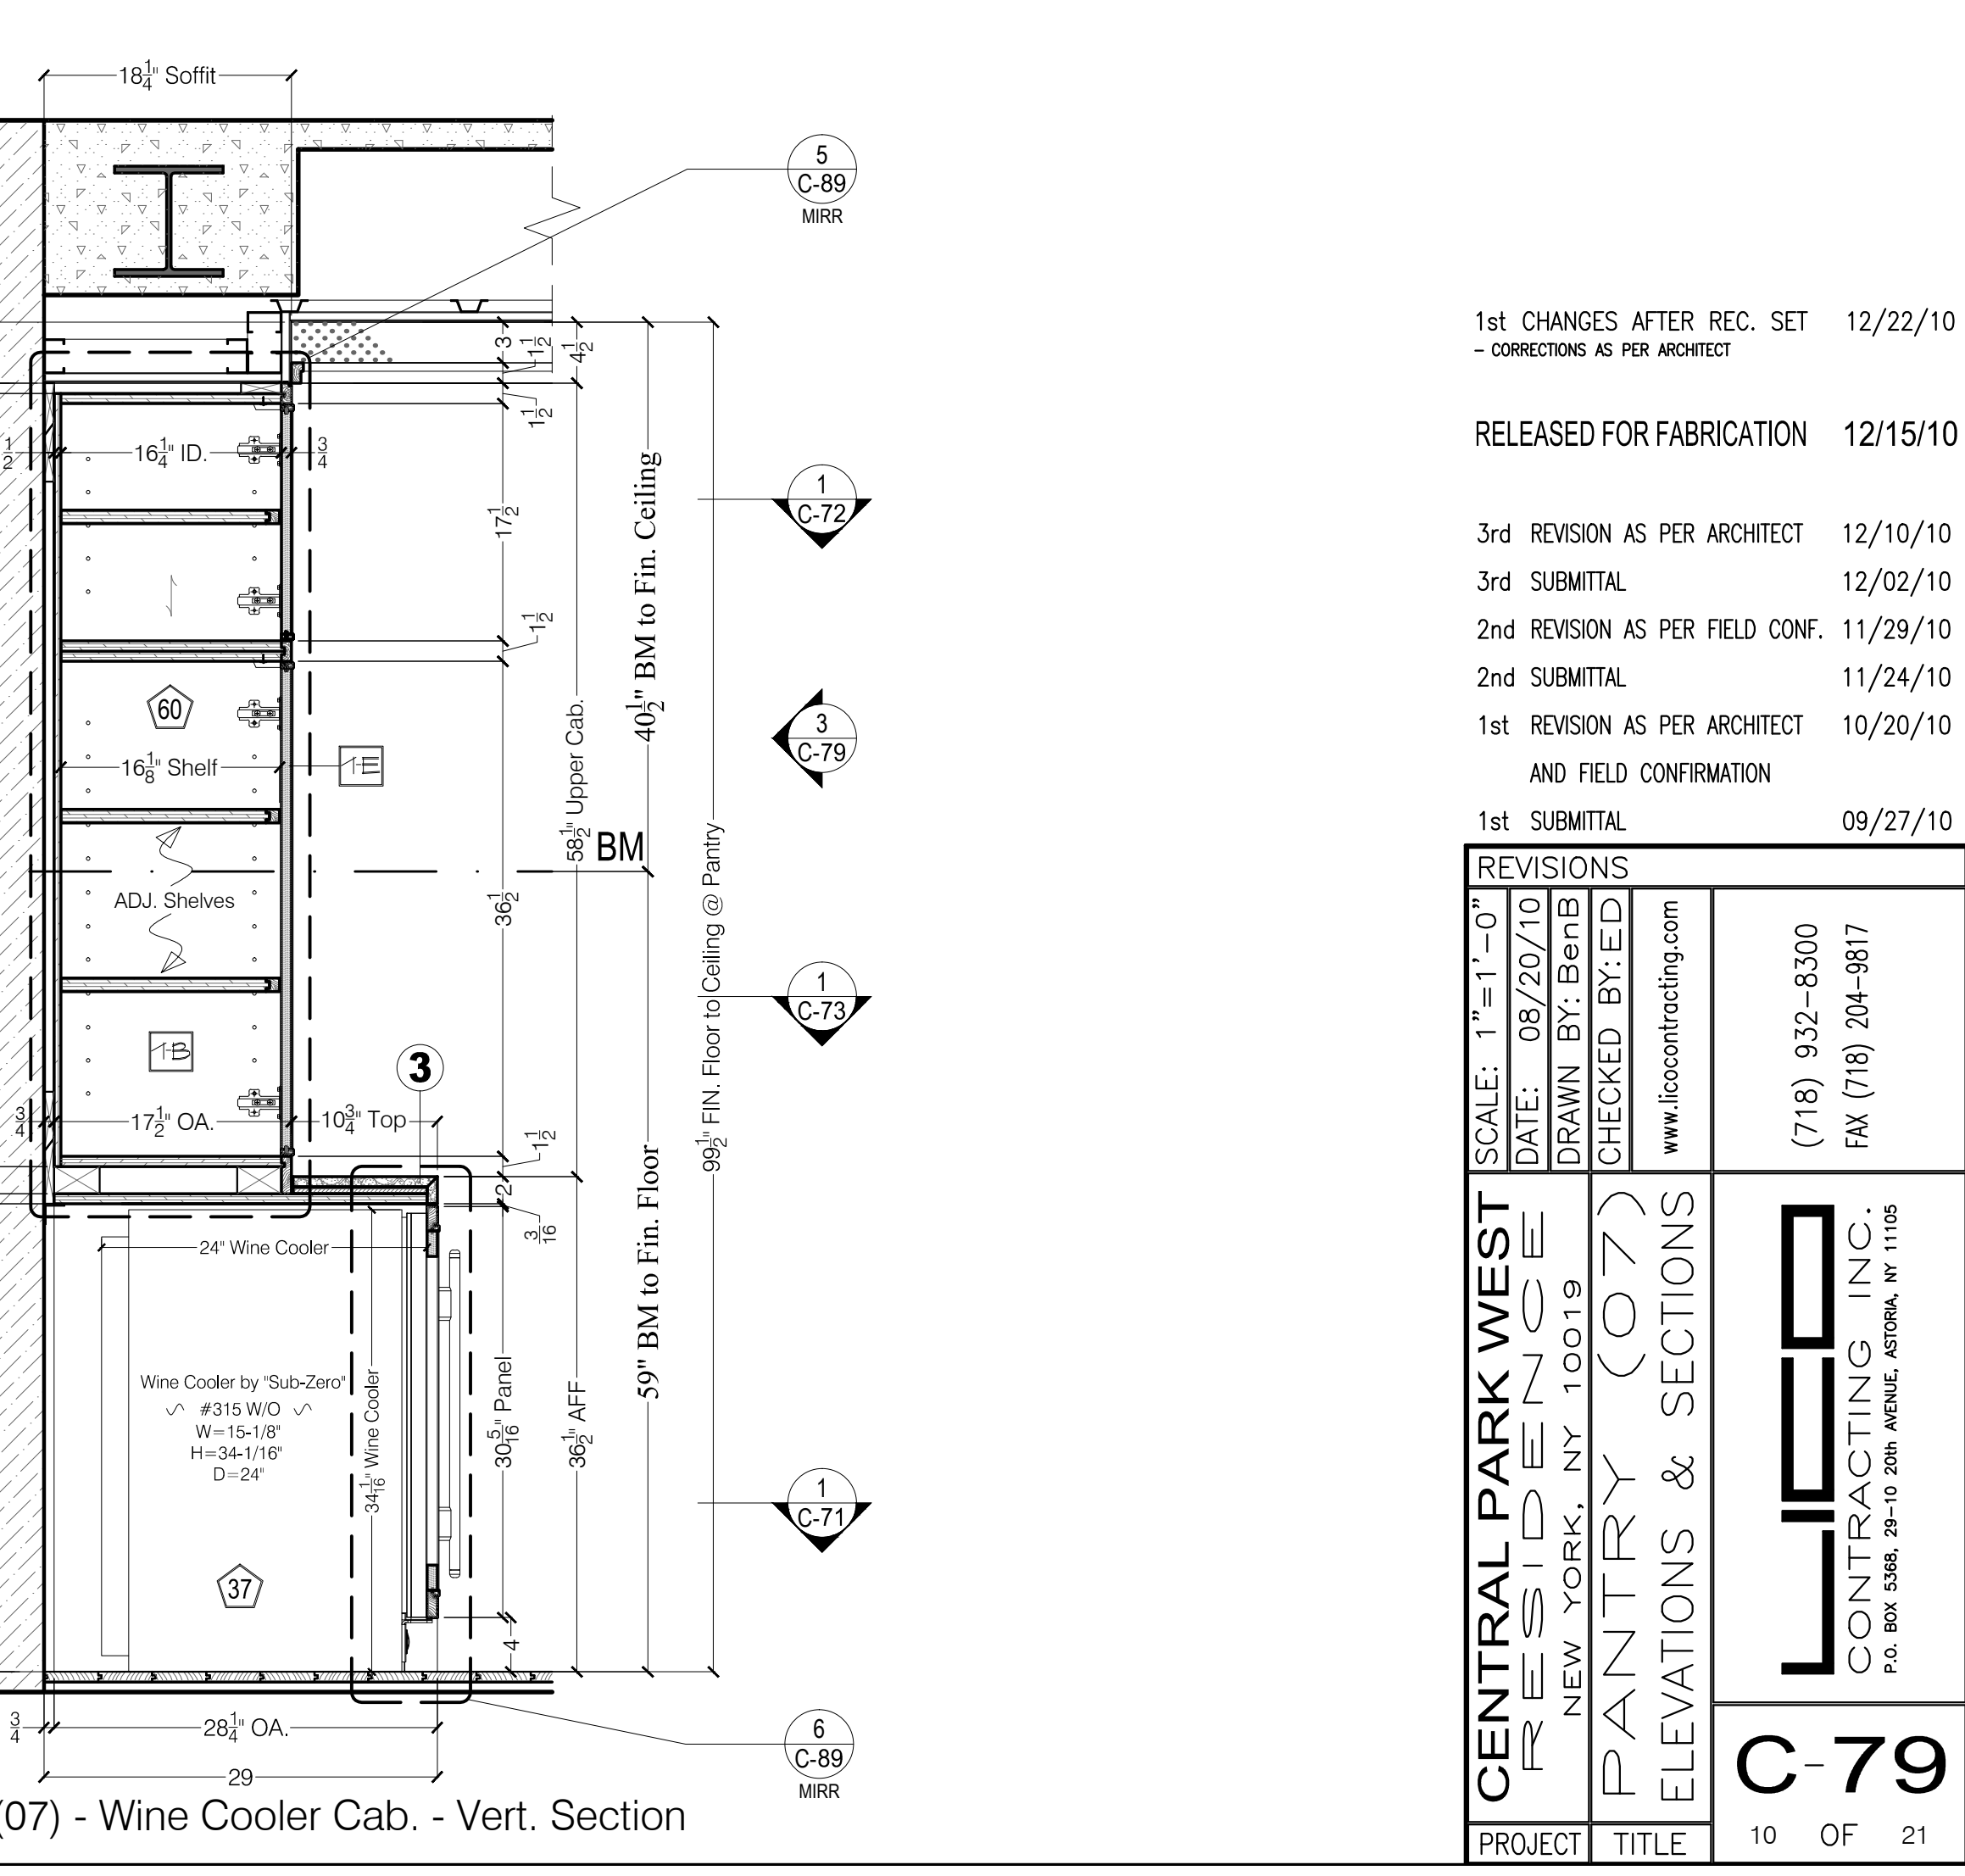 18 1/4" Soffit
5
C-89
MIRR
3
1 1/2
4 1/2
1 1/2
1/2
16 1/4" ID.
3/4
17 1/2
40 1/2" BM to Fin. Ceiling
1
C-72
1 1/2
60
16 1/8" Shelf
1-E
58 1/2" Upper Cab.
3
C-79
BM
ADJ. Shelves
36 1/2
99 1/2" FIN. Floor to Ceiling @ Pantry
1
C-73
1-B
3
3/4
17 1/2" OA.
10 3/4" Top
1 1/2
2
3/16
59" BM to Fin. Floor
24" Wine Cooler
Wine Cooler by "Sub-Zero"
#315 W/O
W=15-1/8"
H=34-1/16"
D=24"
34 1/16" Wine Cooler
30 5/16" Panel
36 1/2" AFF
1
C-71
37
4
3/4
28 1/4" OA.
29
6
C-89
MIRR
(07) - Wine Cooler Cab. - Vert. Section
1st CHANGES AFTER REC. SET 12/22/10
- CORRECTIONS AS PER ARCHITECT
RELEASED FOR FABRICATION 12/15/10
3rd REVISION AS PER ARCHITECT 12/10/10
3rd SUBMITTAL 12/02/10
2nd REVISION AS PER FIELD CONF. 11/29/10
2nd SUBMITTAL 11/24/10
1st REVISION AS PER ARCHITECT 10/20/10
AND FIELD CONFIRMATION
1st SUBMITTAL 09/27/10
REVISIONS
SCALE: 1"=1'-0"
DATE: 08/20/10
DRAWN BY: BenB
CHECKED BY: ED
www.licocontracting.com
(718) 932-8300
FAX (718) 204-9817
CENTRAL PARK WEST
RESIDENCE
NEW YORK, NY 10019
PANTRY (07)
ELEVATIONS & SECTIONS
LICO
CONTRACTING INC.
P.O. BOX 5368, 29-10 20th AVENUE, ASTORIA, NY 11105
PROJECT
TITLE
C-79
10 OF 21